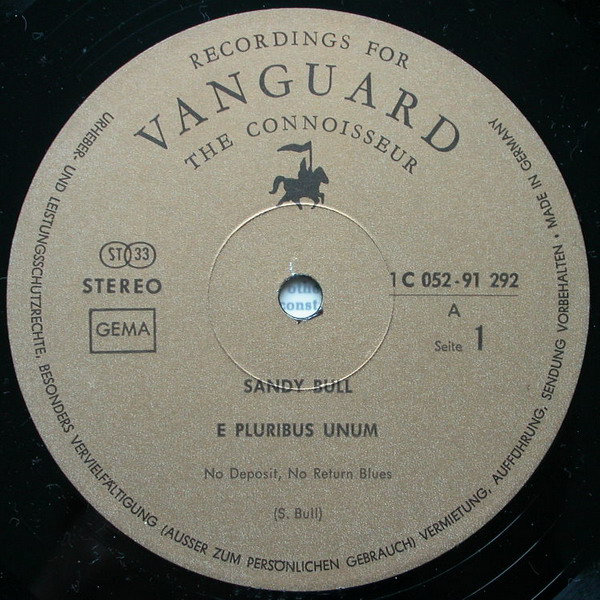 RECORDINGS FOR
VANGUARD
THE CONNOISSEUR
ST 33
STEREO
GEMA
1 C 052-91 292
A
Seite 1
SANDY BULL
E PLURIBUS UNUM
No Deposit, No Return Blues
(S. Bull)
URHEBER- UND LEISTUNGSSCHUTZRECHTE, BESONDERS VERVIELFÄLTIGUNG (AUSSER ZUM PERSÖNLICHEN GEBRAUCH) VERMIETUNG, AUFFÜHRUNG, SENDUNG VORBEHALTEN • MADE IN GERMANY